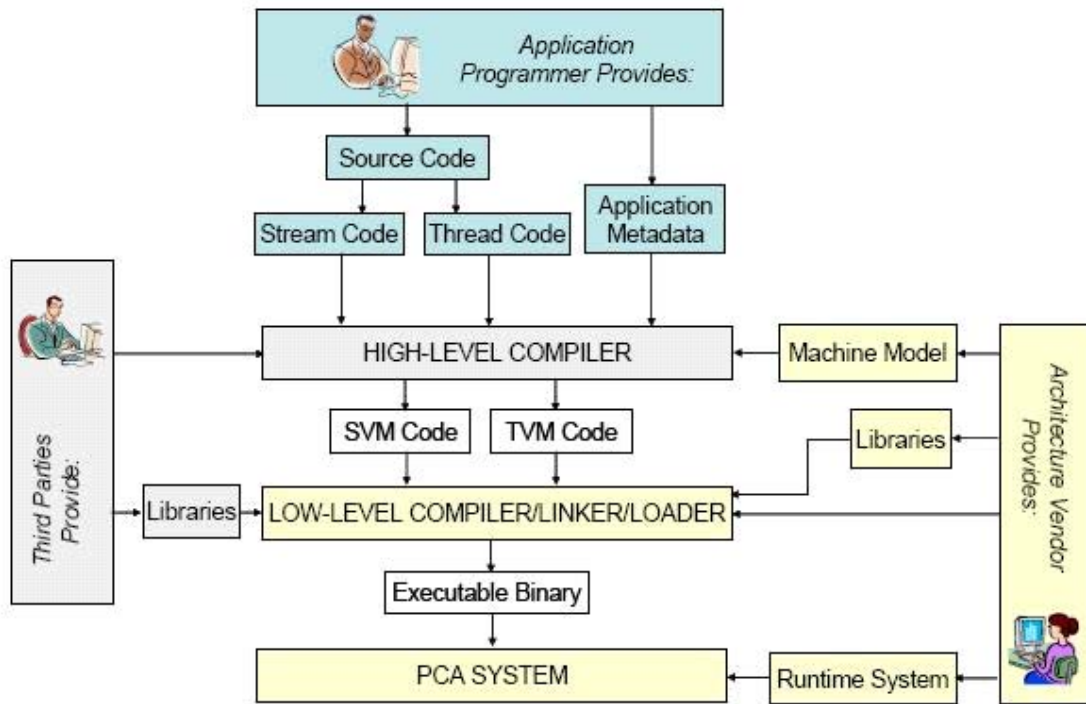 Application
Programmer Provides:
Source Code
Stream Code
Thread Code
Application
Metadata
Third Parties
Provide:
HIGH-LEVEL COMPILER
Machine Model
Architecture Vendor
Provides:
SVM Code
TVM Code
Libraries
Libraries
LOW-LEVEL COMPILER/LINKER/LOADER
Executable Binary
PCA SYSTEM
Runtime System